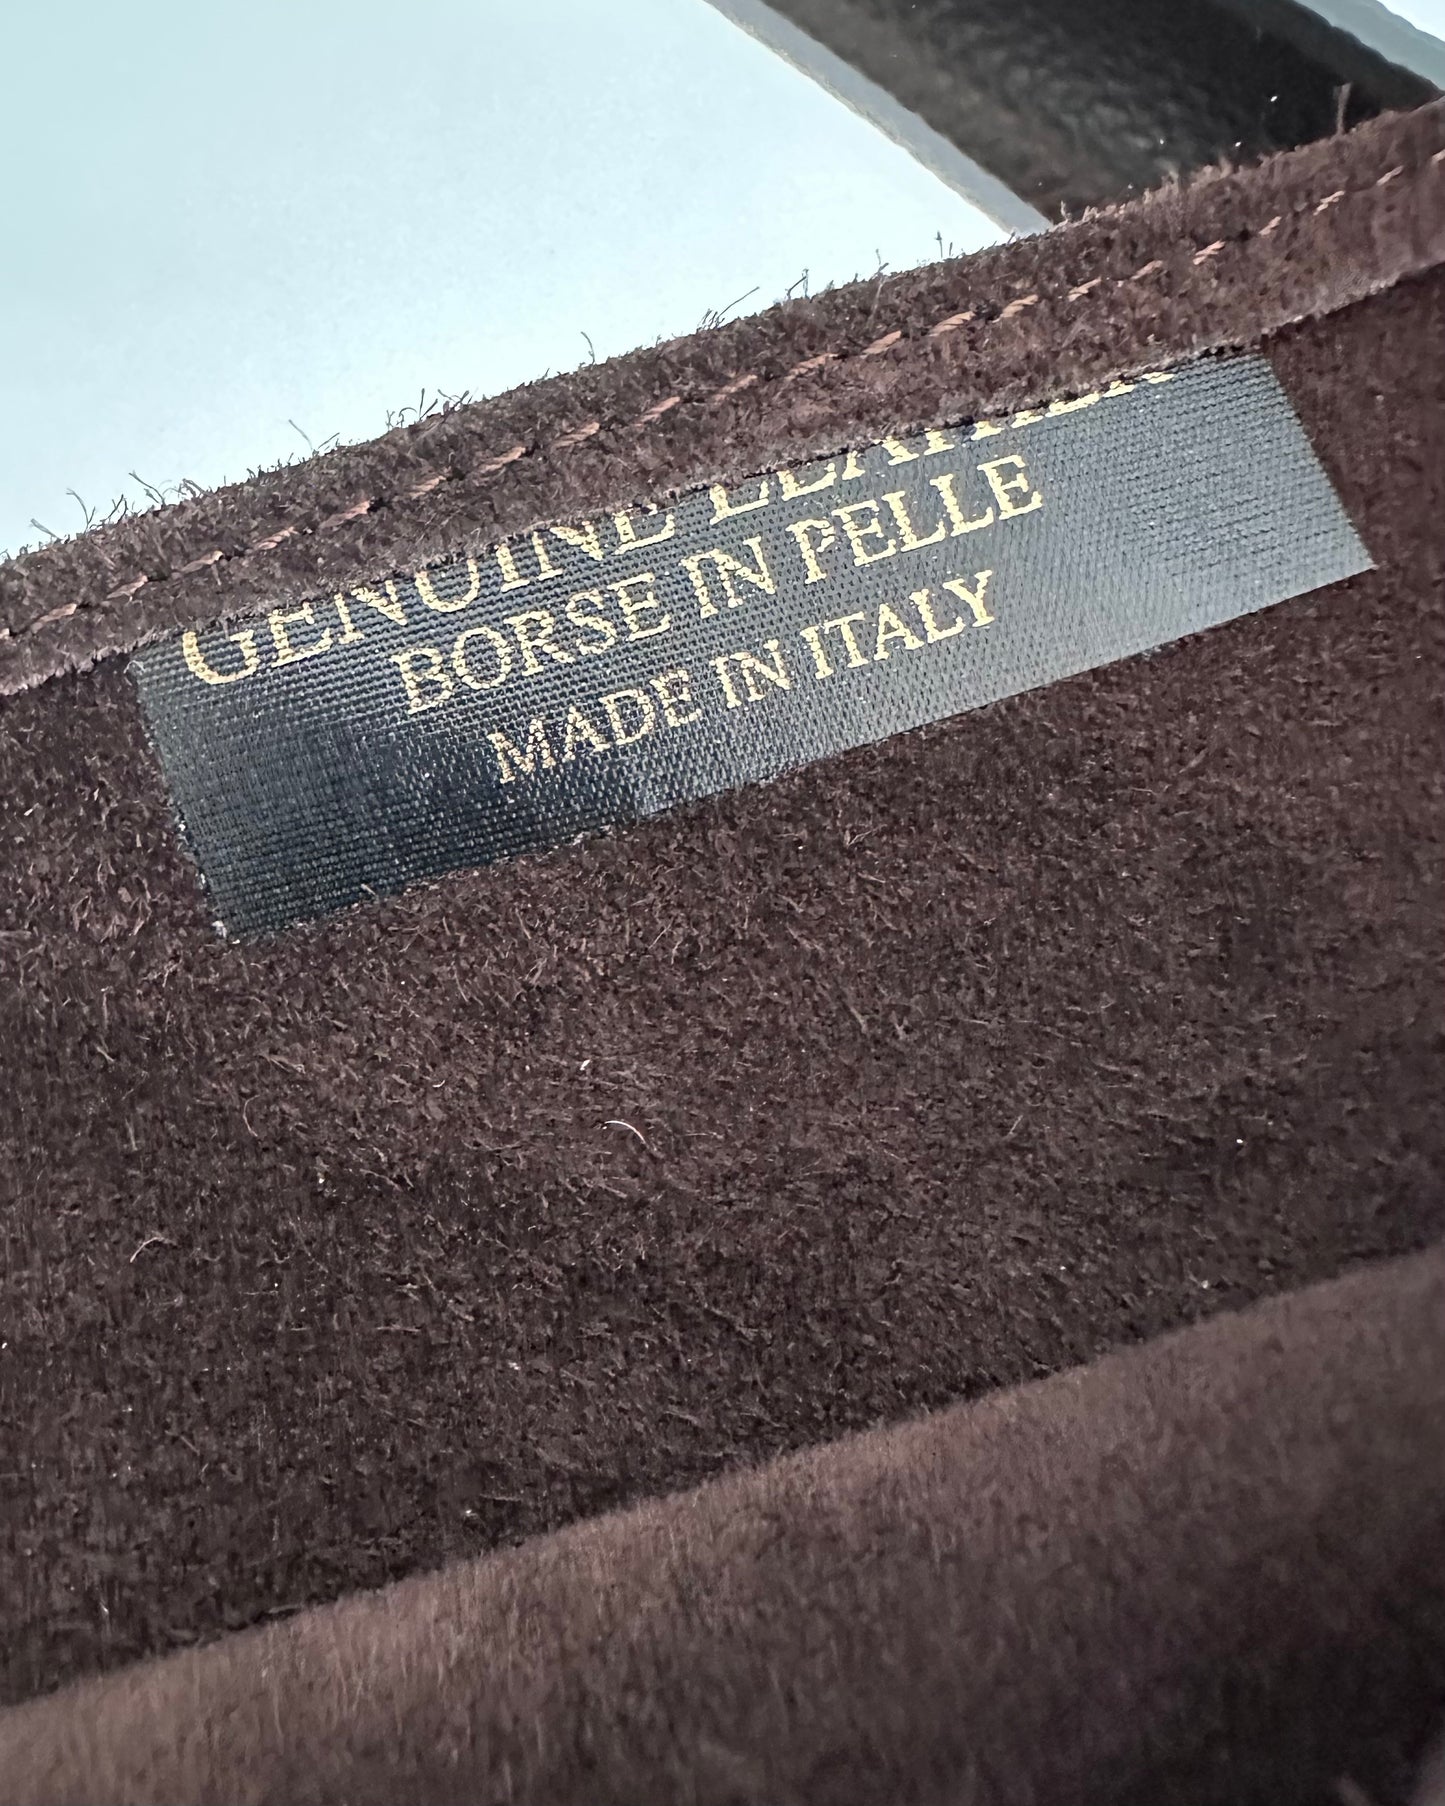 GENUINE LEATHER
BORSE IN PELLE
MADE IN ITALY